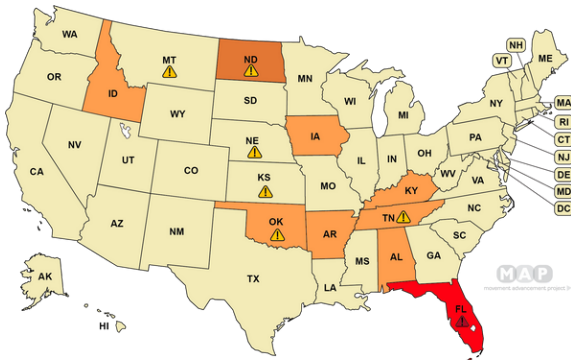 WA
MT
ND
MN
OR
ID
WY
SD
WI
MI
NH
VT
ME
NY
MA
RI
CT
NJ
DE
MD
DC
NV
UT
CO
NE
IA
IL
IN
OH
PA
WV
VA
CA
KS
MO
KY
NC
AZ
NM
OK
AR
TN
SC
TX
LA
MS
AL
GA
FL
AK
HI
MAP
movement.advancement.project.lr